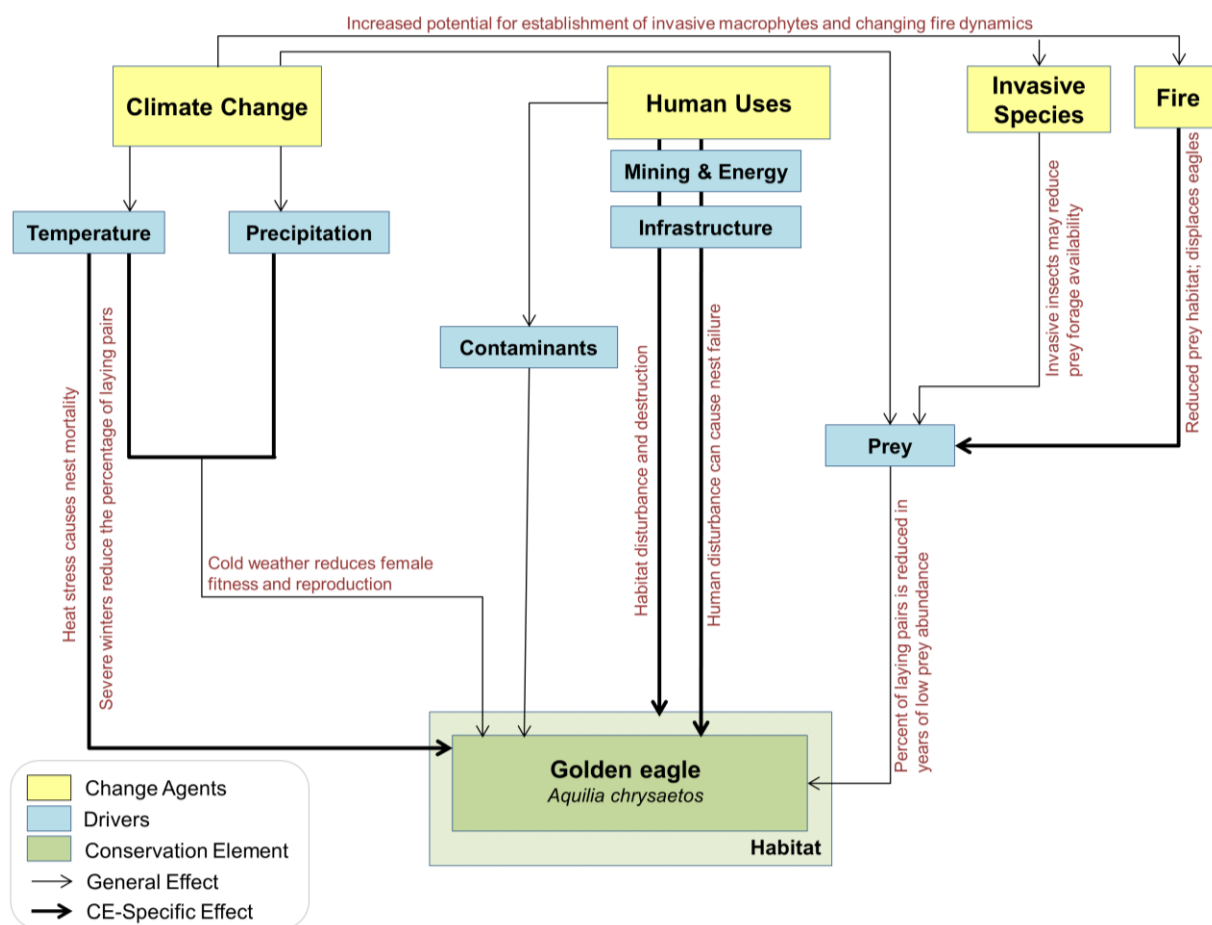 Increased potential for establishment of invasive macrophytes and changing fire dynamics
Climate Change
Human Uses
Invasive
Species
Fire
Mining & Energy
Infrastructure
Temperature
Precipitation
Contaminants
Prey
Heat stress causes nest mortality
Severe winters reduce the percentage of laying pairs
Cold weather reduces female
fitness and reproduction
Habitat disturbance and destruction
Human disturbance can cause nest failure
Invasive insects may reduce
prey forage availability
Reduced prey habitat; displaces eagles
Percent of laying pairs is reduced in
years of low prey abundance
Golden eagle
Aquilia chrysaetos
Habitat
Change Agents
Drivers
Conservation Element
General Effect
CE-Specific Effect